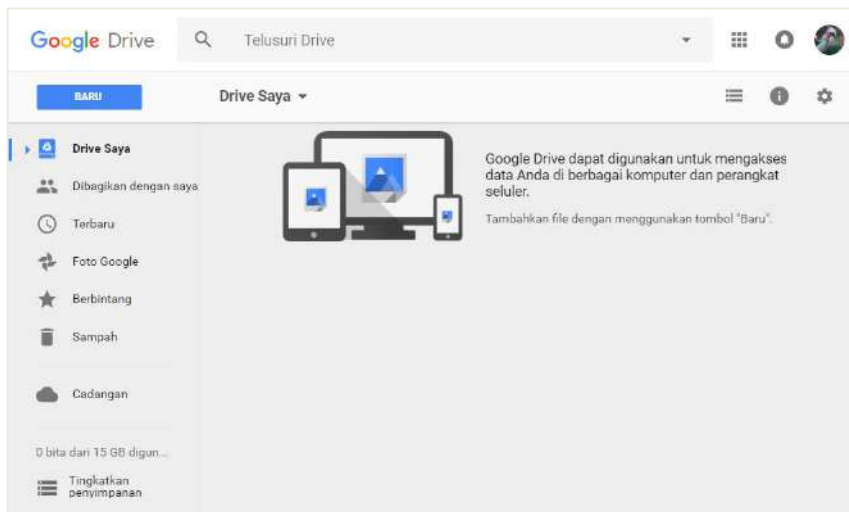 Google Drive
Telusuri Drive
BARU
Drive Saya
Drive Saya
Dibagikan dengan saya
Terbaru
Foto Google
Berbintang
Sampah
Cadangan
0 bita dari 15 GB digun...
Tingkatkan
penyimpanan
Google Drive dapat digunakan untuk mengakses
data Anda di berbagai komputer dan perangkat
seluler.
Tambahkan file dengan menggunakan tombol "Baru".